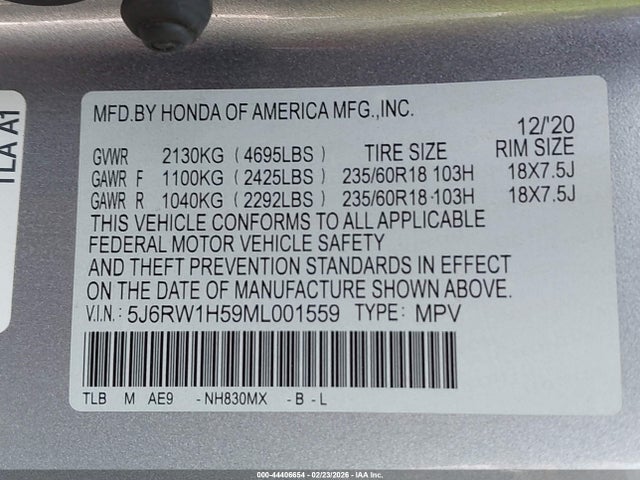 TLA A1
MFD.BY HONDA OF AMERICA MFG.,INC.
12/'20
GVWR 2130KG (4695LBS) TIRE SIZE RIM SIZE
GAWR F 1100KG (2425LBS) 235/60R18 103H 18X7.5J
GAWR R 1040KG (2292LBS) 235/60R18 103H 18X7.5J
THIS VEHICLE CONFORMS TO ALL APPLICABLE
FEDERAL MOTOR VEHICLE SAFETY
AND THEFT PREVENTION STANDARDS IN EFFECT
ON THE DATE OF MANUFACTURE SHOWN ABOVE.
V.I.N.: 5J6RW1H59ML001559 TYPE: MPV
TLB M AE9 -NH830MX -B -L
000-44406654 - 02/23/2026 - IAA Inc.